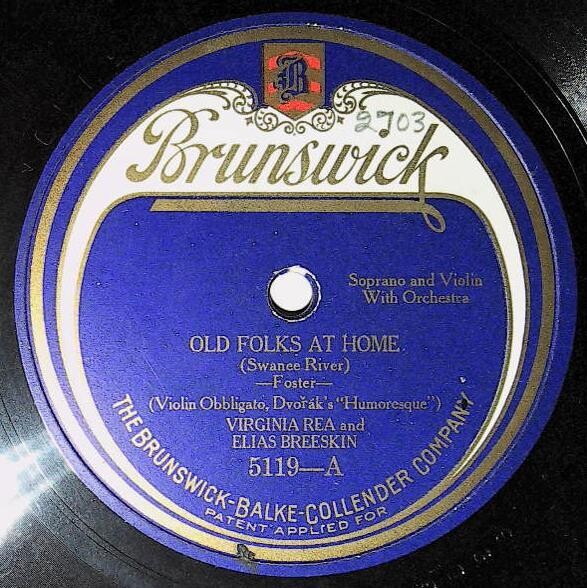 B
2703
Brunswick
Soprano and Violin
With Orchestra
OLD FOLKS AT HOME
(Swanee River)
—Foster—
(Violin Obbligato, Dvořák's "Humoresque")
VIRGINIA REA and
ELIAS BREESKIN
5119—A
THE BRUNSWICK-BALKE-COLLENDER COMPANY
PATENT APPLIED FOR